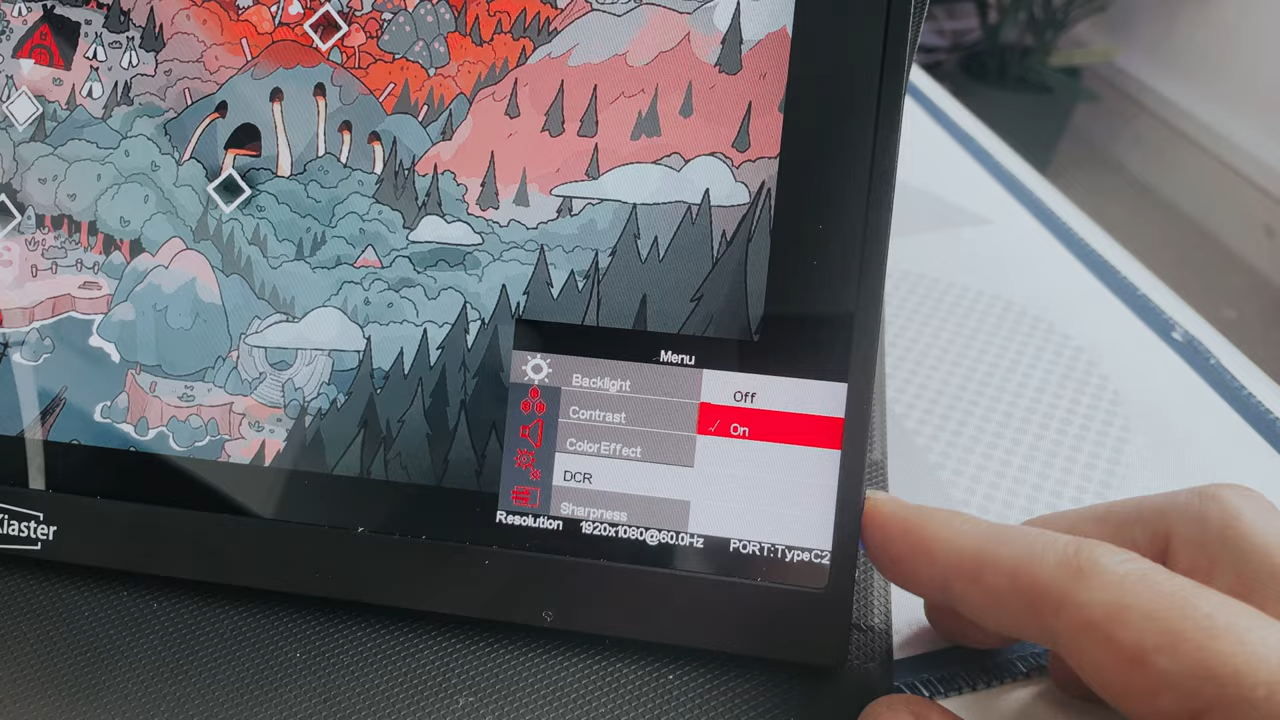 Menu
Backlight
Contrast
ColorEffect
DCR
Sharpness
Off
✓ On
Resolution 1920x1080@60.0Hz PORT:TypeC2
Kiaster